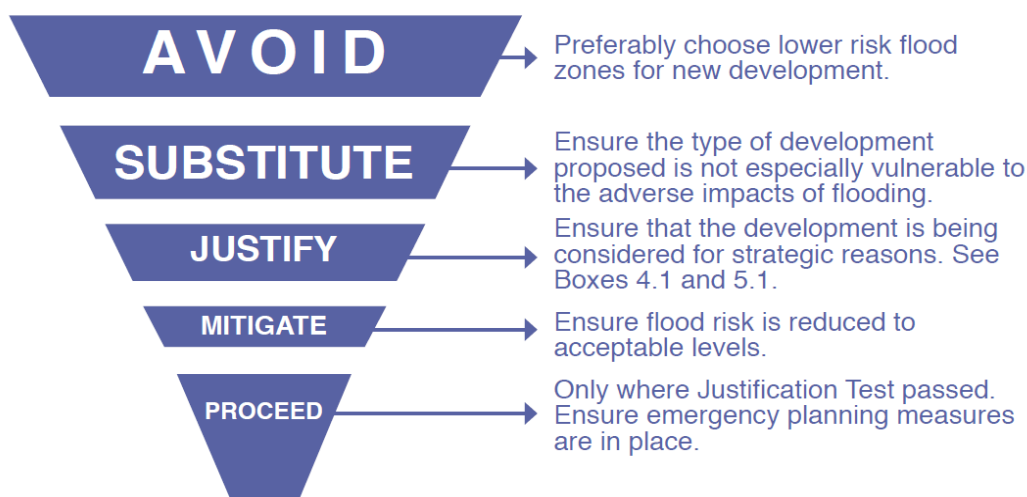 AVOID
Preferably choose lower risk flood
zones for new development.
SUBSTITUTE
Ensure the type of development
proposed is not especially vulnerable to
the adverse impacts of flooding.
JUSTIFY
Ensure that the development is being
considered for strategic reasons. See
Boxes 4.1 and 5.1.
MITIGATE
Ensure flood risk is reduced to
acceptable levels.
PROCEED
Only where Justification Test passed.
Ensure emergency planning measures
are in place.